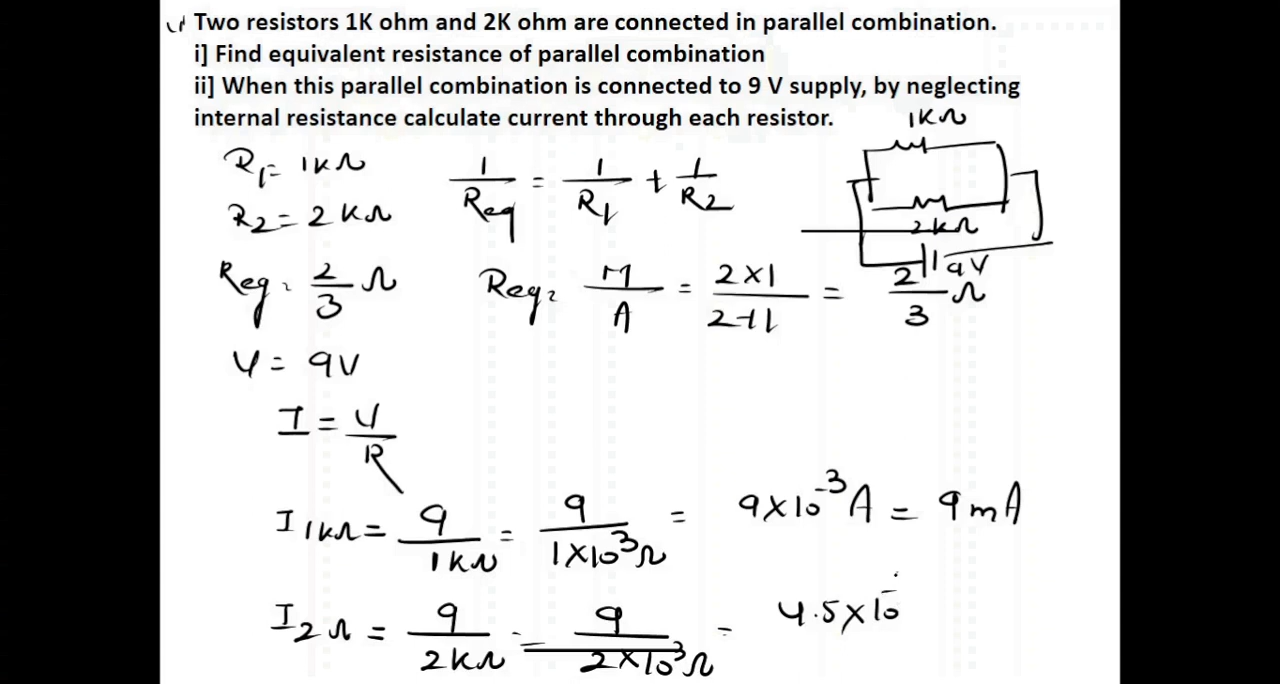 Two resistors 1K ohm and 2K ohm are connected in parallel combination.
i] Find equivalent resistance of parallel combination
ii] When this parallel combination is connected to 9 V supply, by neglecting
internal resistance calculate current through each resistor.
1KΩ
R1= 1KΩ
1/Req = 1/R1 + 1/R2
R2 = 2KΩ
2KΩ
9V
Req = 2/3 Ω
Req = M/A = 2×1/2+1 = 2/3 Ω
V = 9V
I = V/R
I1KΩ = 9/1KΩ = 9/1×10³Ω = 9×10⁻³A = 9mA
I2Ω = 9/2KΩ = 9/2×10³Ω = 4.5×10⁻